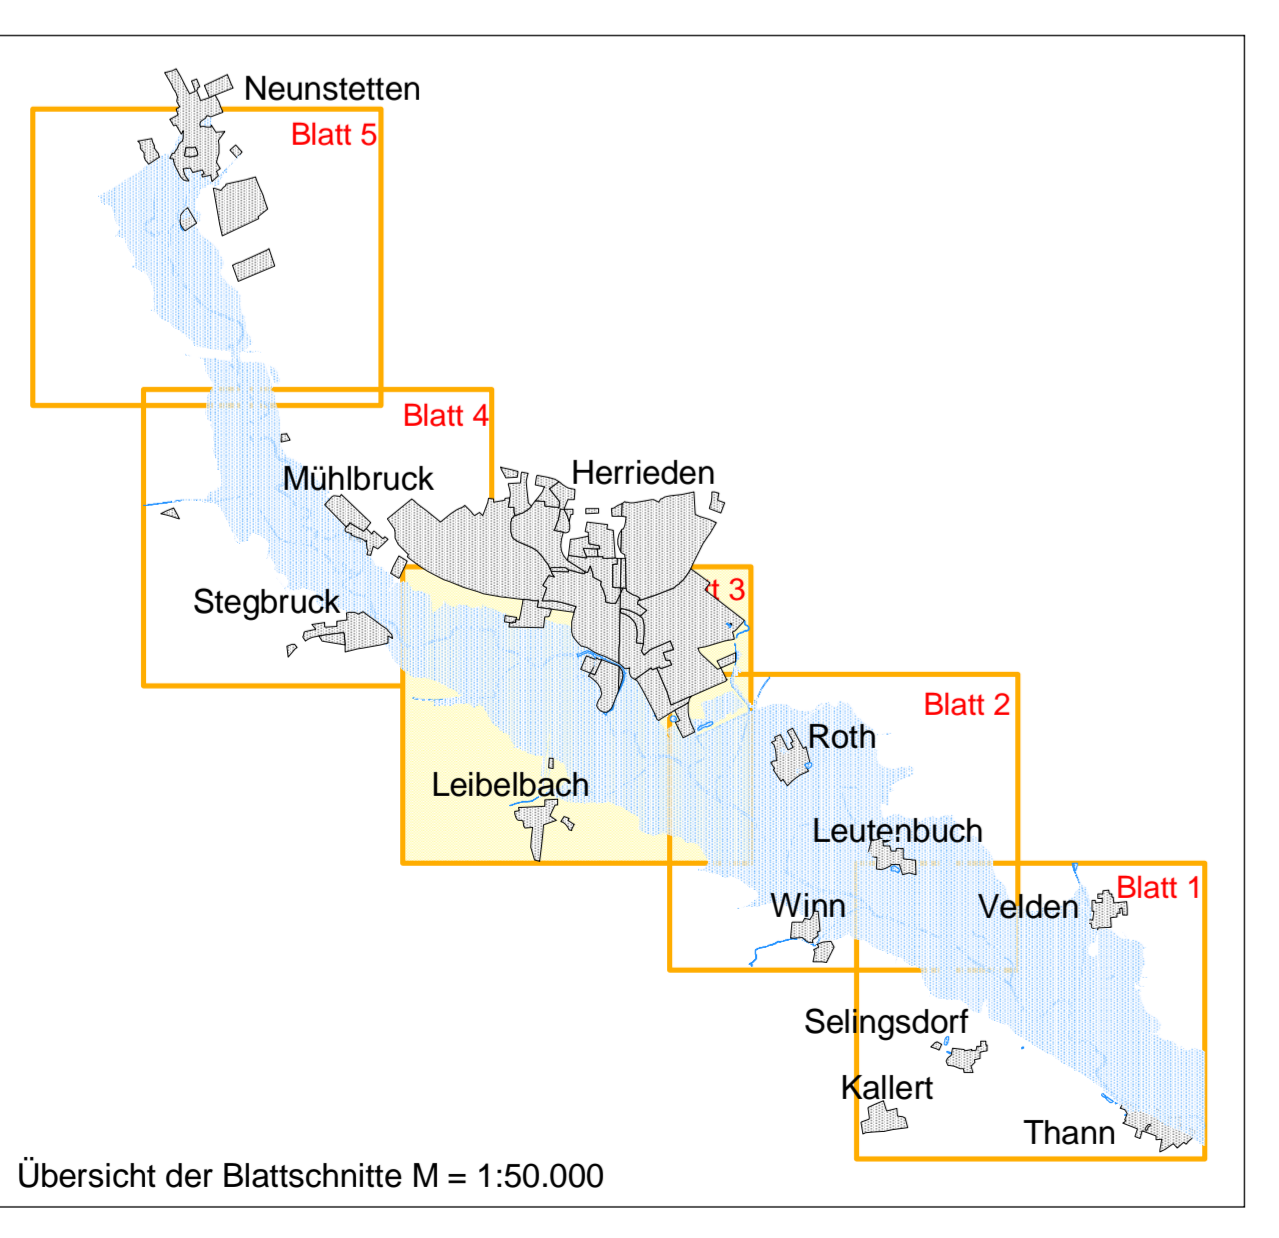 Neunstetten
Blatt 5
Blatt 4
Mühlbruck
Herrieden
t 3
Stegbruck
Blatt 2
Roth
Leibelbach
Leutenbuch
Blatt 1
Winn
Velden
Selingsdorf
Kallert
Thann
Übersicht der Blattschnitte M = 1:50.000